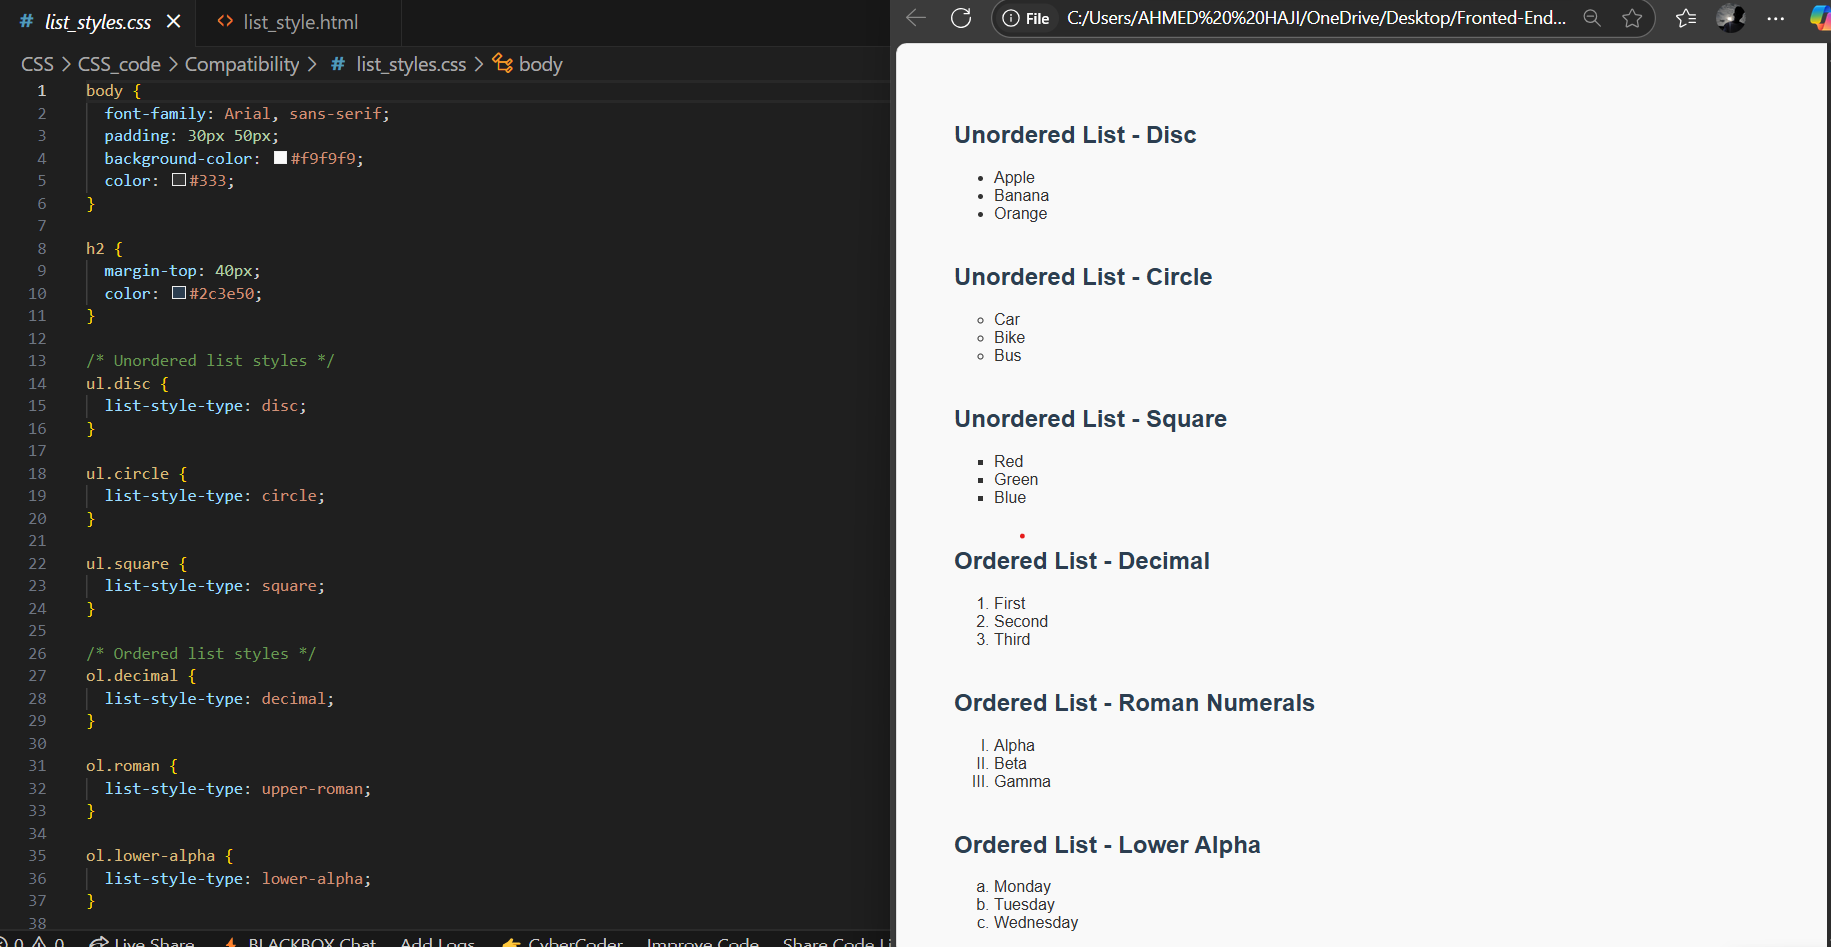 # list_styles.css
<> list_style.html
CSS > CSS_code > Compatibility > # list_styles.css > body
1 body {
2 font-family: Arial, sans-serif;
3 padding: 30px 50px;
4 background-color: #f9f9f9;
5 color: #333;
6 }
7
8 h2 {
9 margin-top: 40px;
10 color: #2c3e50;
11 }
12
13 /* Unordered list styles */
14 ul.disc {
15 list-style-type: disc;
16 }
17
18 ul.circle {
19 list-style-type: circle;
20 }
21
22 ul.square {
23 list-style-type: square;
24 }
25
26 /* Ordered list styles */
27 ol.decimal {
28 list-style-type: decimal;
29 }
30
31 ol.roman {
32 list-style-type: upper-roman;
33 }
34
35 ol.lower-alpha {
36 list-style-type: lower-alpha;
37 }
38
0 0 Live Share BLACKBOX Chat Add Logs CyberCoder Improve Code Share Code Li
File C:/Users/AHMED%20%20HAJI/OneDrive/Desktop/Fronted-End...
Unordered List - Disc
• Apple
• Banana
• Orange
Unordered List - Circle
◦ Car
◦ Bike
◦ Bus
Unordered List - Square
▪ Red
▪ Green
▪ Blue
Ordered List - Decimal
1. First
2. Second
3. Third
Ordered List - Roman Numerals
I. Alpha
II. Beta
III. Gamma
Ordered List - Lower Alpha
a. Monday
b. Tuesday
c. Wednesday